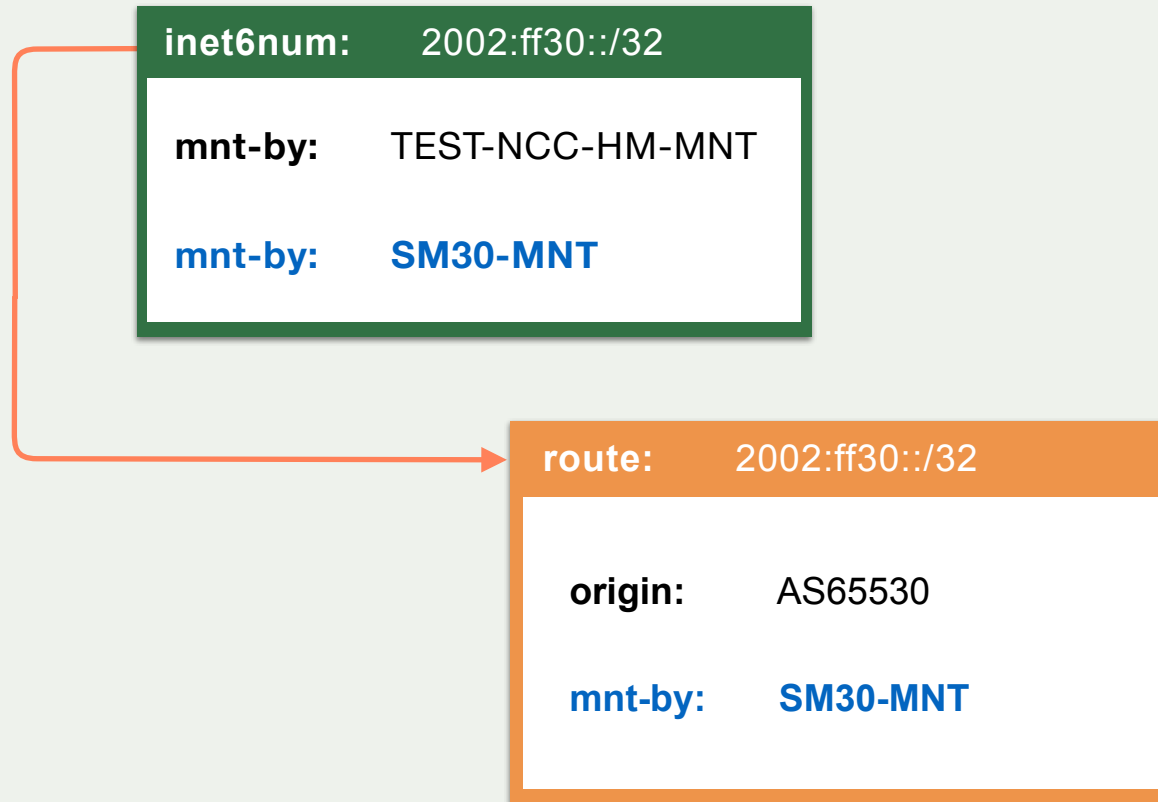 inet6num: 2002:ff30::/32
mnt-by: TEST-NCC-HM-MNT
mnt-by: SM30-MNT
route: 2002:ff30::/32
origin: AS65530
mnt-by: SM30-MNT